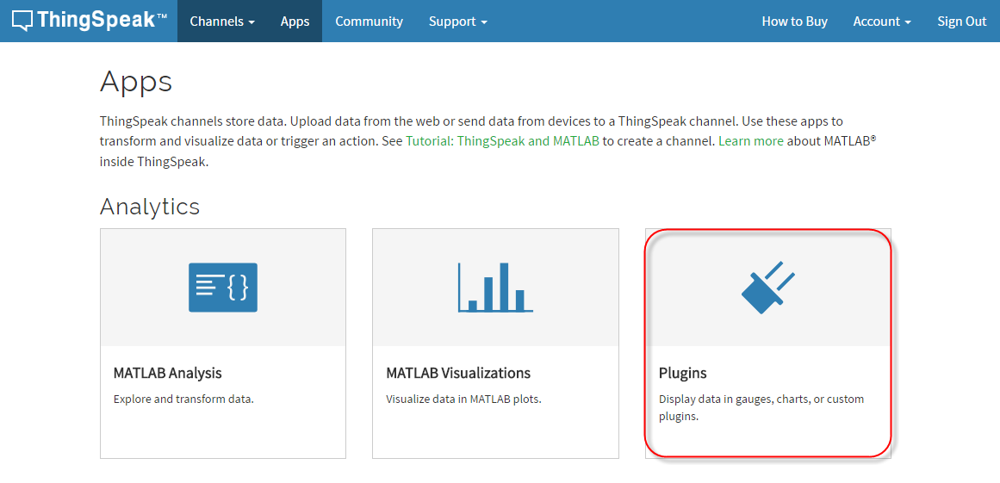 ThingSpeak™ Channels Apps Community Support How to Buy Account Sign Out
Apps
ThingSpeak channels store data. Upload data from the web or send data from devices to a ThingSpeak channel. Use these apps to
transform and visualize data or trigger an action. See Tutorial: ThingSpeak and MATLAB to create a channel. Learn more about MATLAB®
inside ThingSpeak.
Analytics
{}
MATLAB Analysis
Explore and transform data.
MATLAB Visualizations
Visualize data in MATLAB plots.
Plugins
Display data in gauges, charts, or custom
plugins.